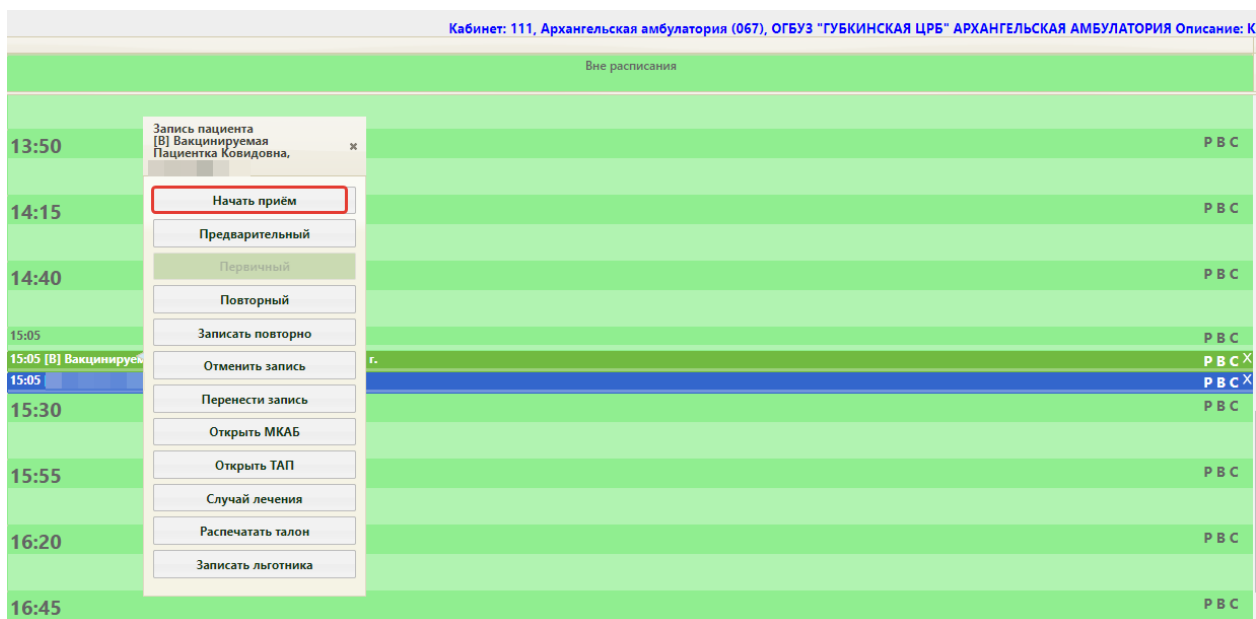 Кабинет: 111, Архангельская амбулатория (067), ОГБУЗ "ГУБКИНСКАЯ ЦРБ" АРХАНГЕЛЬСКАЯ АМБУЛАТОРИЯ Описание: К
Вне расписания
Запись пациента
[В] Вакцинируемая
Пациентка Ковидовна,
×
13:50
Р В С
Начать приём
14:15
Р В С
Предварительный
Первичный
14:40
Р В С
Повторный
15:05
Записать повторно
Р В С
15:05 [В] Вакцинируем
г.
Р В С X
Отменить запись
15:05
Р В С X
Перенести запись
15:30
Р В С
Открыть МКАБ
Открыть ТАП
15:55
Р В С
Случай лечения
Распечатать талон
16:20
Р В С
Записать льготника
16:45
Р В С